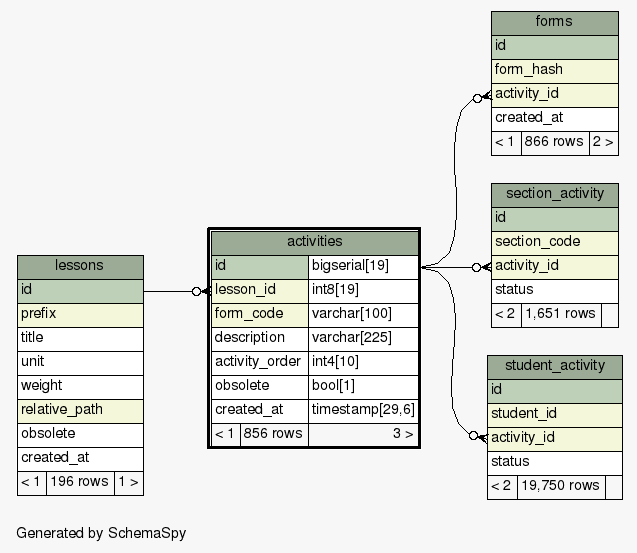 forms
id
form_hash
activity_id
created_at
< 1 866 rows 2 >
section_activity
id
section_code
activity_id
status
< 2 1,651 rows
activities
id bigserial[19]
lesson_id int8[19]
form_code varchar[100]
description varchar[225]
activity_order int4[10]
obsolete bool[1]
created_at timestamp[29,6]
< 1 856 rows 3 >
lessons
id
prefix
title
unit
weight
relative_path
obsolete
created_at
< 1 196 rows 1 >
student_activity
id
student_id
activity_id
status
< 2 19,750 rows
Generated by SchemaSpy